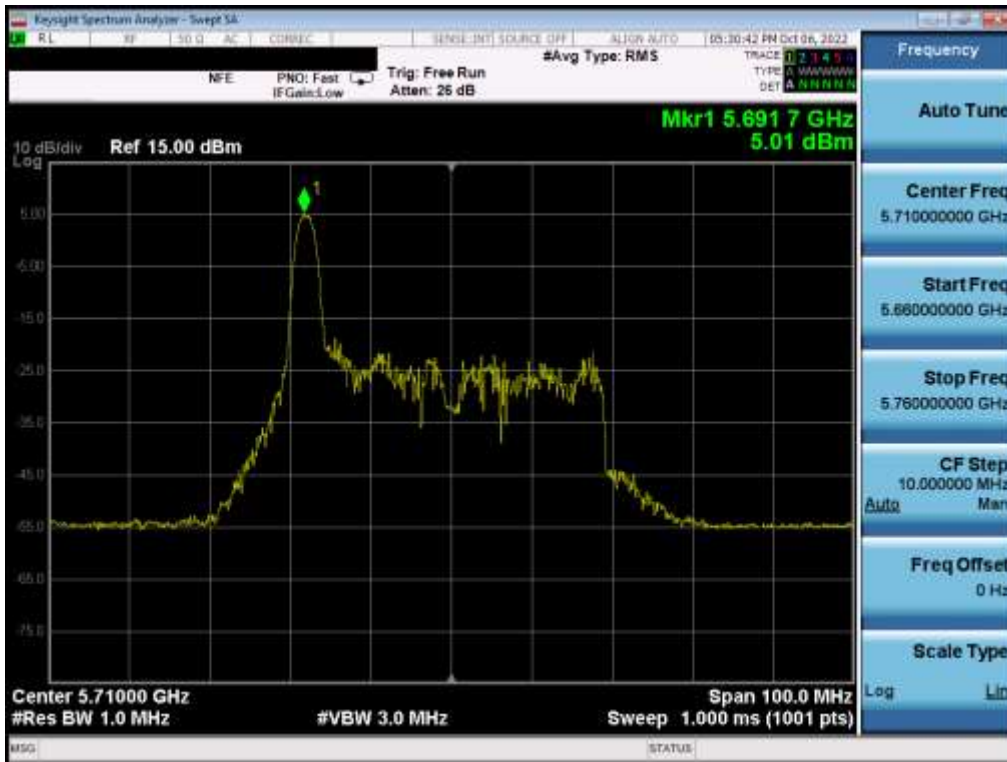 Keysight Spectrum Analyzer - Swept SA
RL RF 50 Ω AC CORREC SENSE:INT SOURCE OFF ALIGN AUTO 05:30:42 PM Oct 06, 2022
NFE
PNO: Fast
IFGain:Low
Trig: Free Run
Atten: 26 dB
#Avg Type: RMS
TRACE 1 2 3 4 5 6
TYPE A WWWWW
DET A N N N N N
Mkr1 5.691 7 GHz
5.01 dBm
10 dB/div Ref 15.00 dBm
Log
5.00
-5.00
-15.0
-25.0
-35.0
-45.0
-55.0
-65.0
-75.0
1
Center 5.71000 GHz
Span 100.0 MHz
#Res BW 1.0 MHz
#VBW 3.0 MHz
Sweep 1.000 ms (1001 pts)
MSG
STATUS
Frequency
Auto Tune
Center Freq
5.710000000 GHz
Start Freq
5.660000000 GHz
Stop Freq
5.760000000 GHz
CF Step
10.000000 MHz
Auto Man
Freq Offset
0 Hz
Scale Type
Log Lin